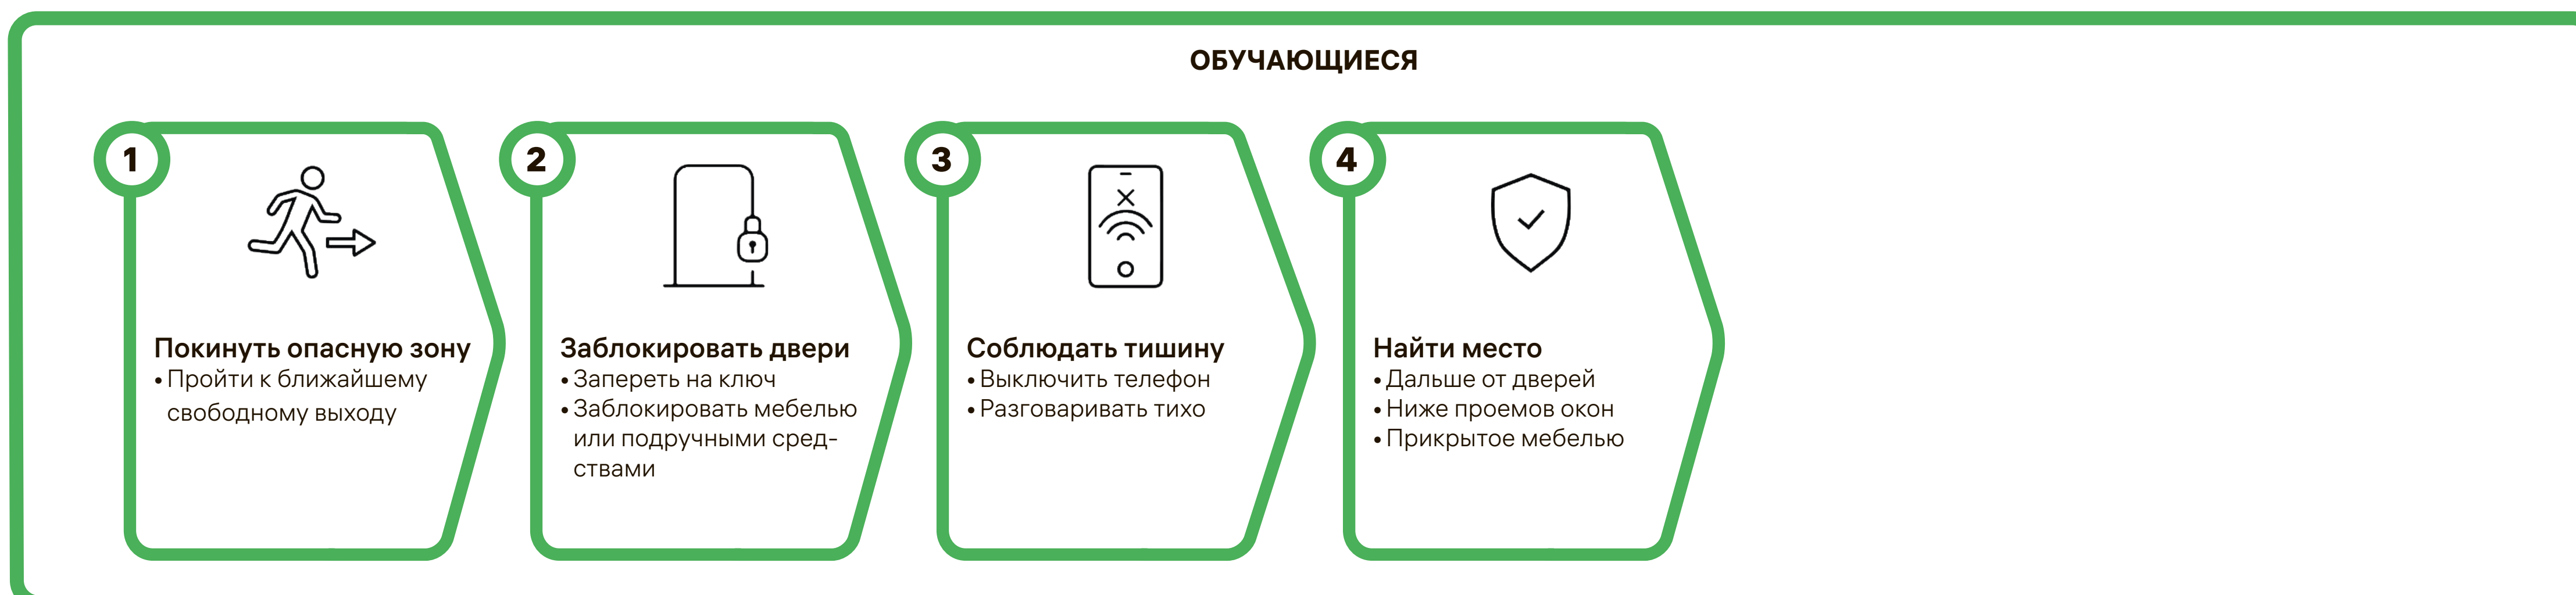 ОБУЧАЮЩИЕСЯ
1
Покинуть опасную зону
• Пройти к ближайшему
свободному выходу
2
Заблокировать двери
• Запереть на ключ
• Заблокировать мебелью
или подручными сред-
ствами
3
Соблюдать тишину
• Выключить телефон
• Разговаривать тихо
4
Найти место
• Дальше от дверей
• Ниже проемов окон
• Прикрытое мебелью